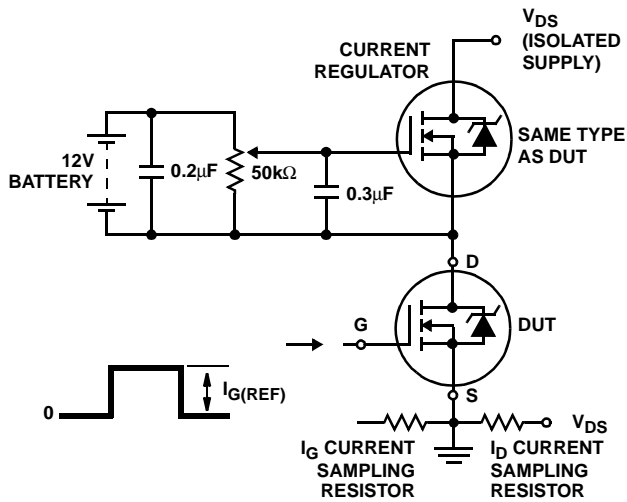 V_DS
(ISOLATED
SUPPLY)
CURRENT
REGULATOR
SAME TYPE
AS DUT
12V
BATTERY
0.2μF
50kΩ
0.3μF
D
DUT
G
I_G(REF)
0
S
V_DS
I_G CURRENT
SAMPLING
RESISTOR
I_D CURRENT
SAMPLING
RESISTOR